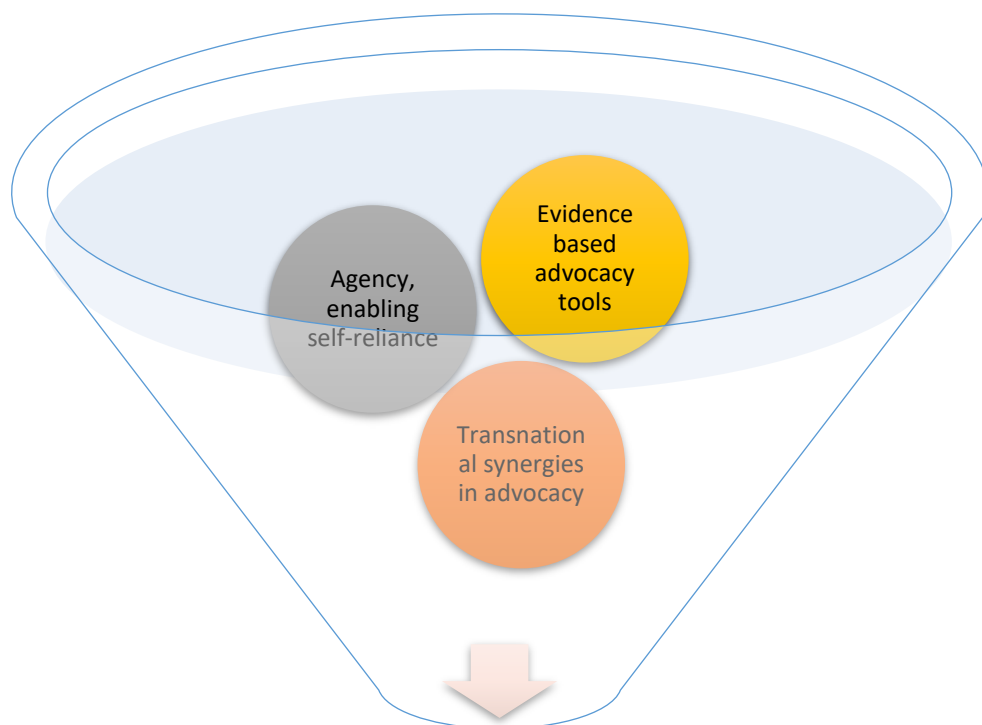 Agency,
enabling
self-reliance
Evidence
based
advocacy
tools
Transnation
al synergies
in advocacy